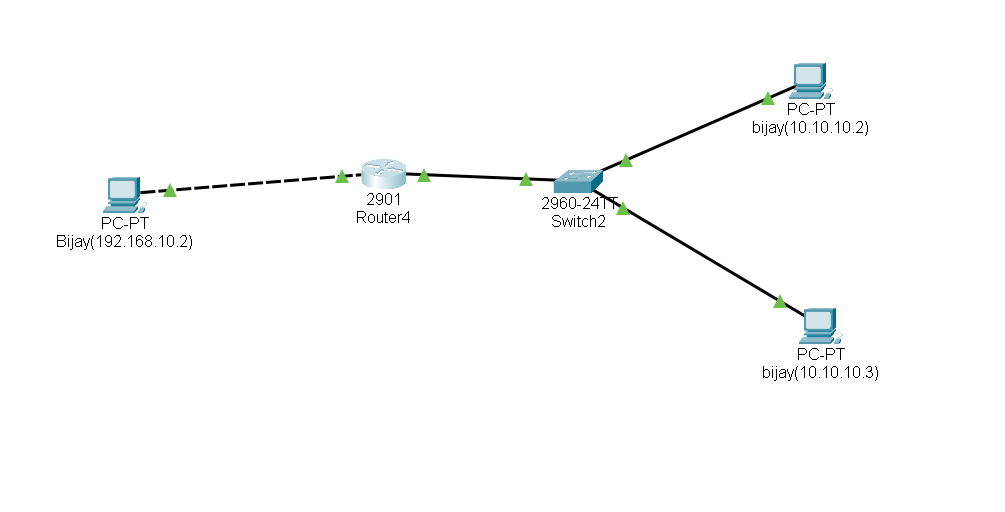 PC-PT
bijay(10.10.10.2)
2901
Router4
2960-24TT
Switch2
PC-PT
Bijay(192.168.10.2)
PC-PT
bijay(10.10.10.3)